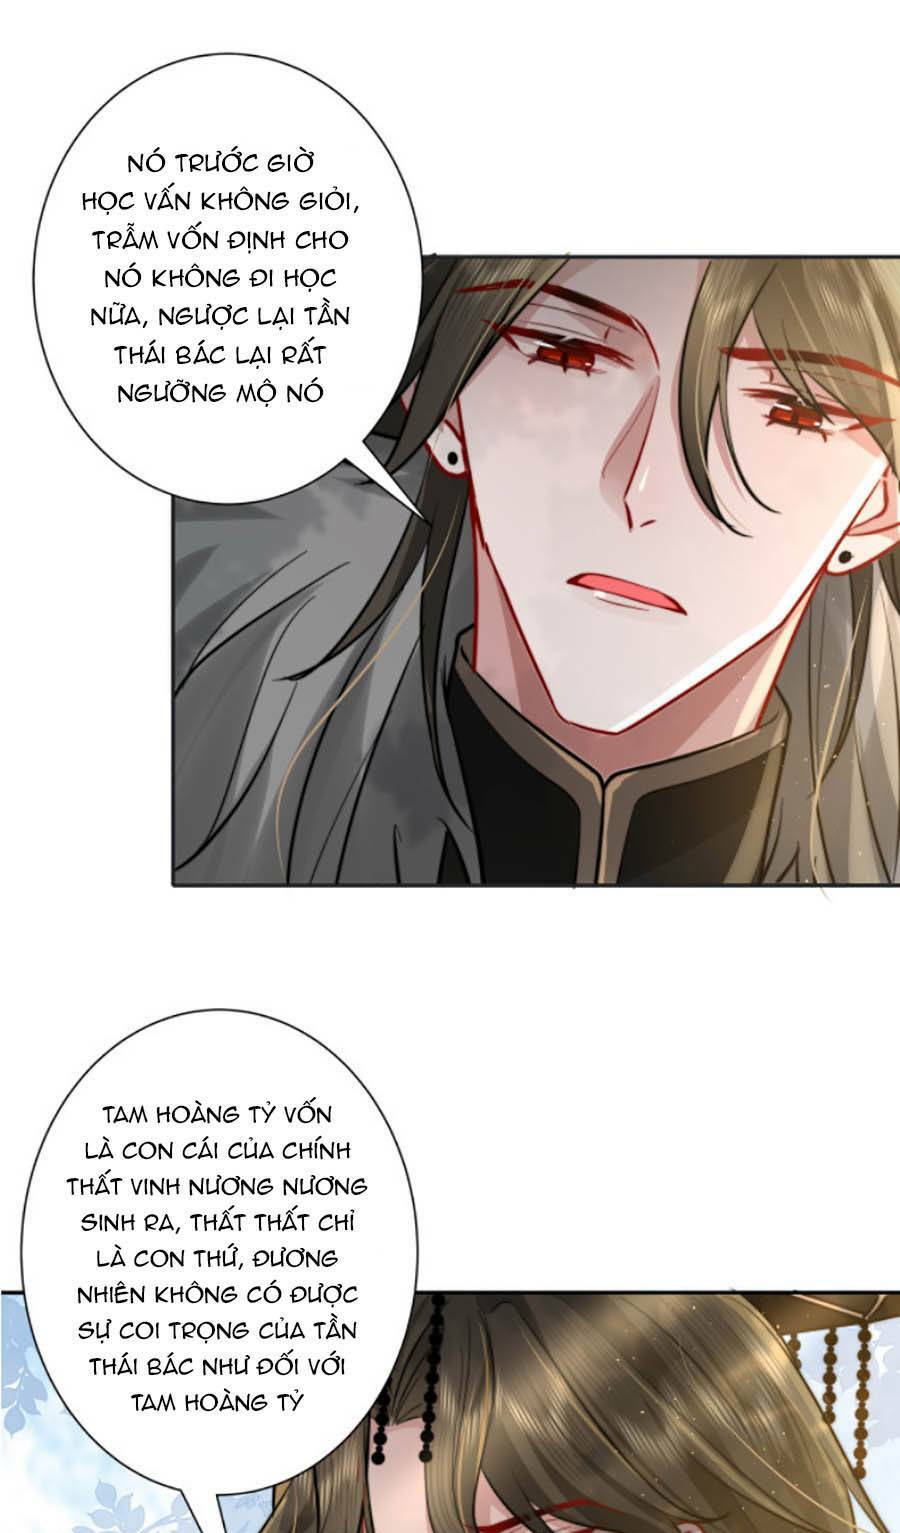 NÓ TRƯỚC GIỜ
HỌC VẤN KHÔNG GIỎI,
TRẪM VỐN ĐỊNH CHO
NÓ KHÔNG ĐI HỌC
NỮA, NGƯỢC LẠI TẦN
THÁI BÁC LẠI RẤT
NGƯỠNG MỘ NÓ
TAM HOÀNG TỶ VỐN
LÀ CON CÁI CỦA CHÍNH
THẤT VINH NƯƠNG NƯƠNG
SINH RA, THẤT THẤT CHỈ
LÀ CON THỨ, ĐƯƠNG
NHIÊN KHÔNG CÓ ĐƯỢC
SỰ COI TRỌNG CỦA TẦN
THÁI BÁC NHƯ ĐỐI VỚI
TAM HOÀNG TỶ